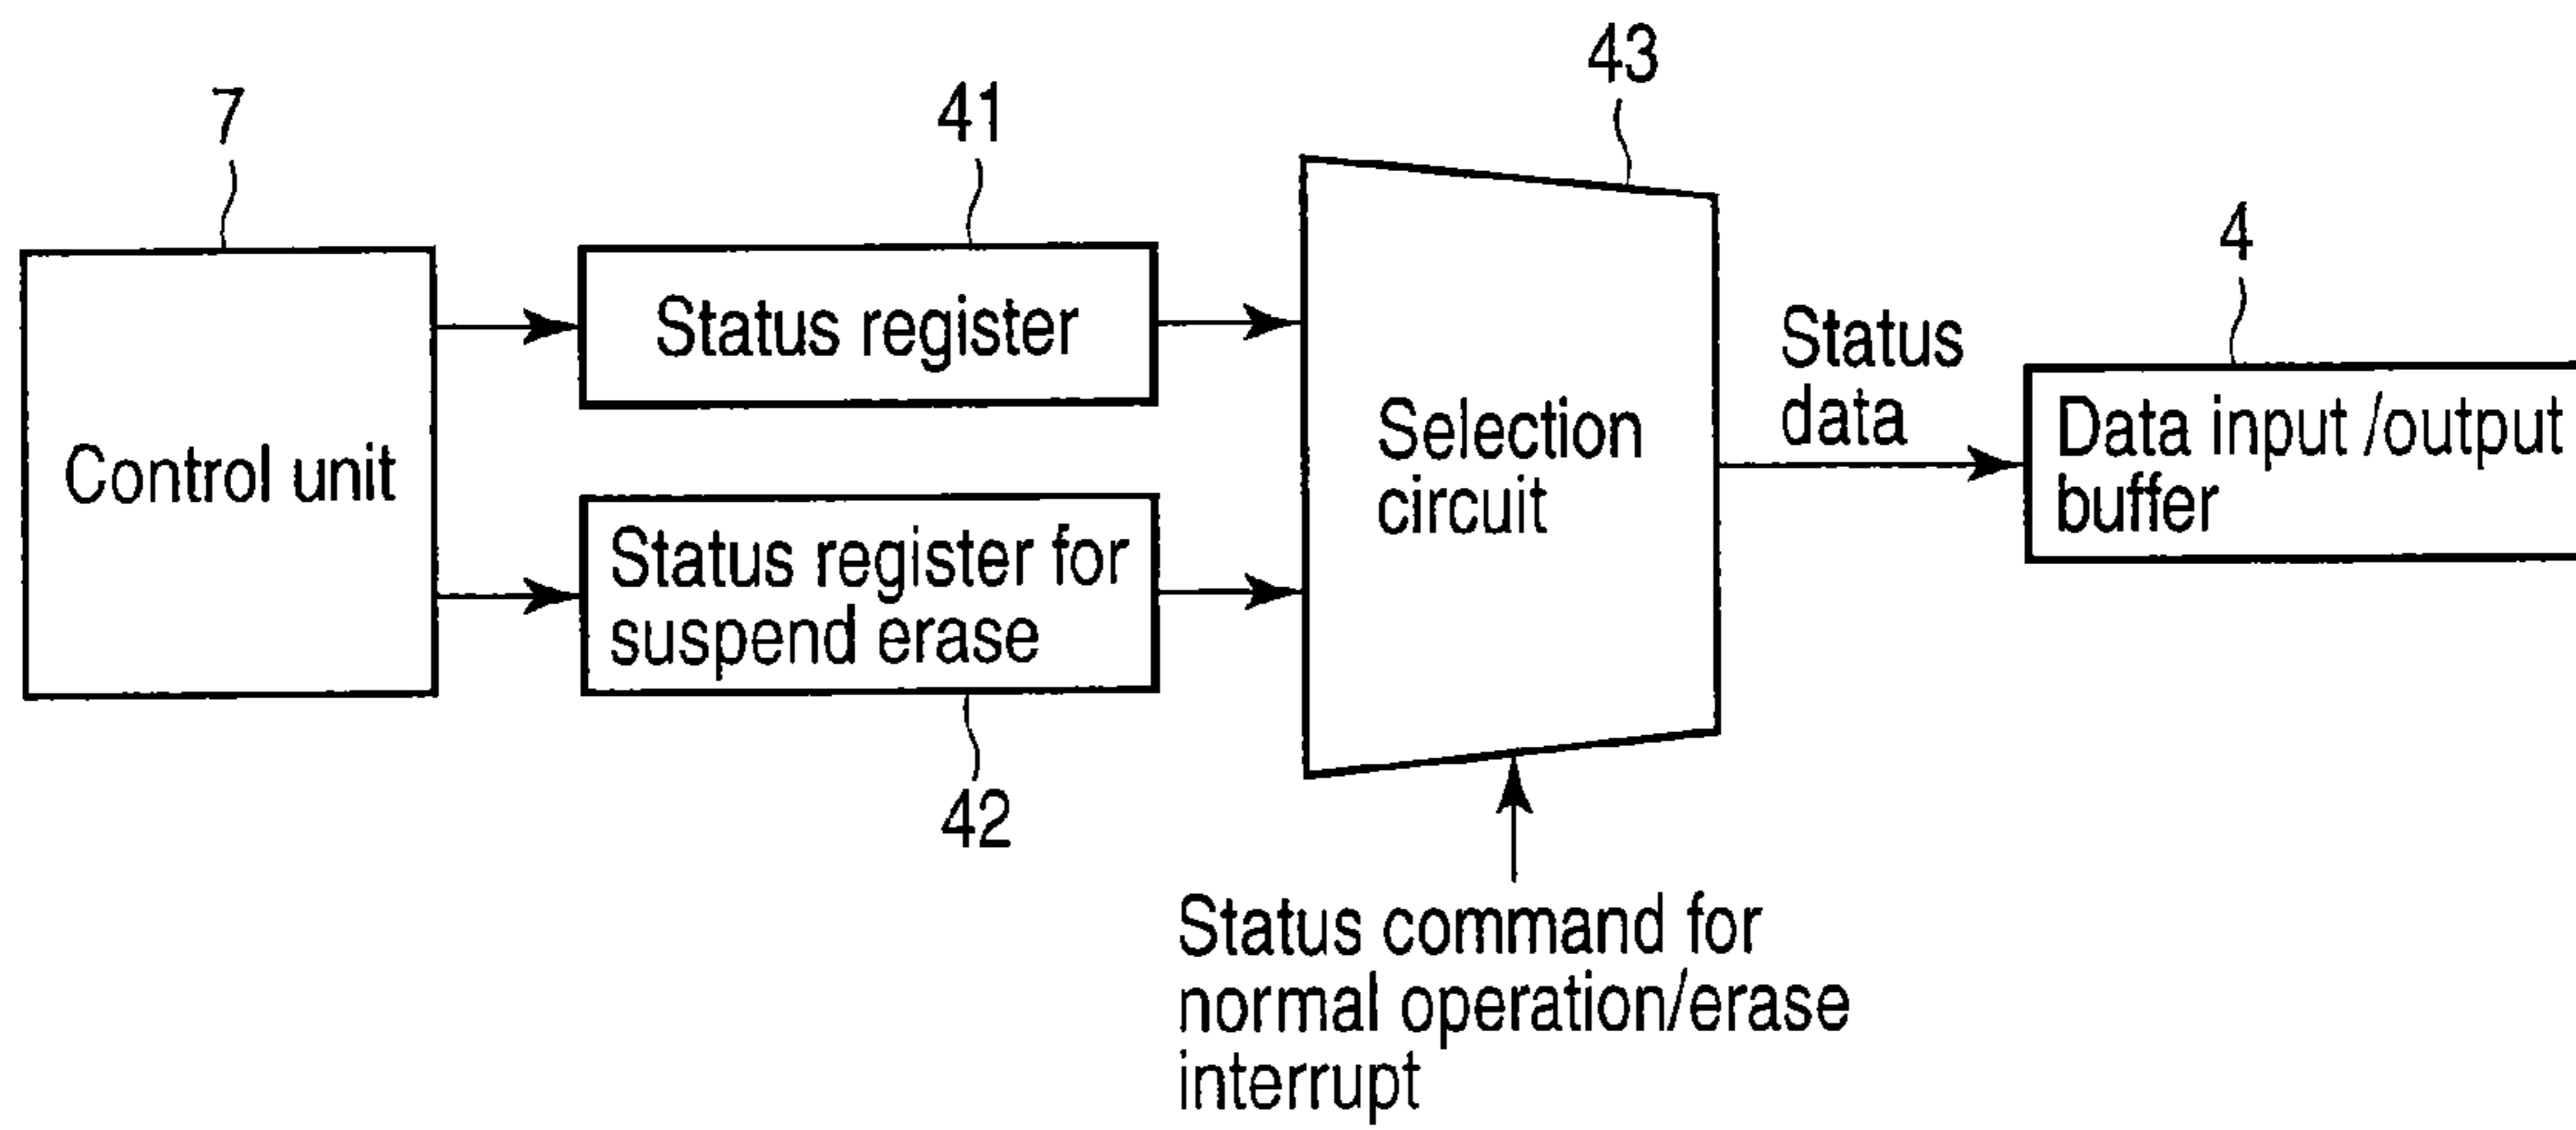 43
7
41
4
Control unit
Status register
Status register for
suspend erase
42
Selection
circuit
Status
data
Data input /output
buffer
Status command for
normal operation/erase
interrupt